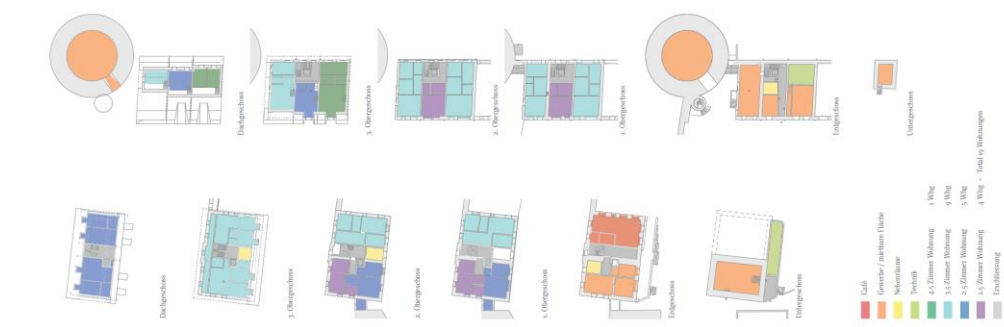 Dachgeschoss
3. Obergeschoss
2. Obergeschoss
1. Obergeschoss
Erdgeschoss
Untergeschoss
Dachgeschoss
3. Obergeschoss
2. Obergeschoss
1. Obergeschoss
Erdgeschoss
Untergeschoss
Café
Gewerbe / mietbare Fläche
Nebenräume
Technik
4.5 Zimmer Wohnung 1 Whg
3.5 Zimmer Wohnung 9 Whg
2.5 Zimmer Wohnung 5 Whg
1.5 Zimmer Wohnung 4 Whg = Total 19 Wohnungen
Erschliessung